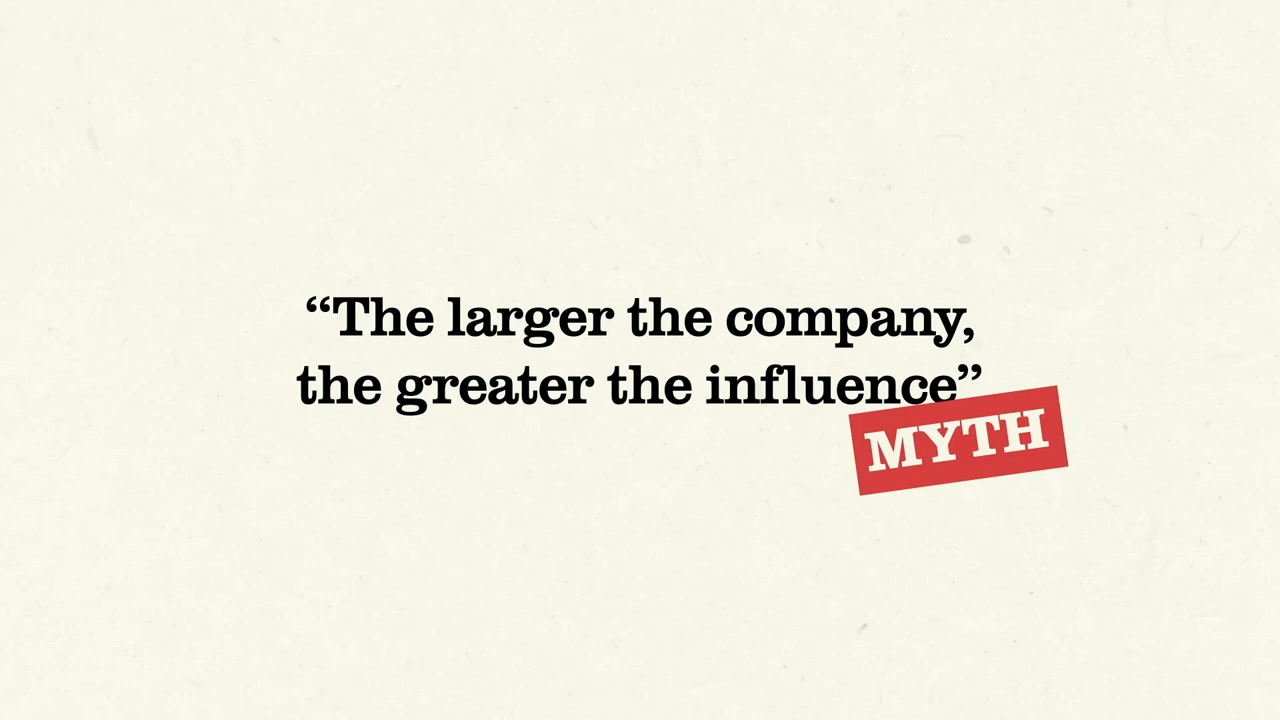 “The larger the company,
the greater the influence”
MYTH